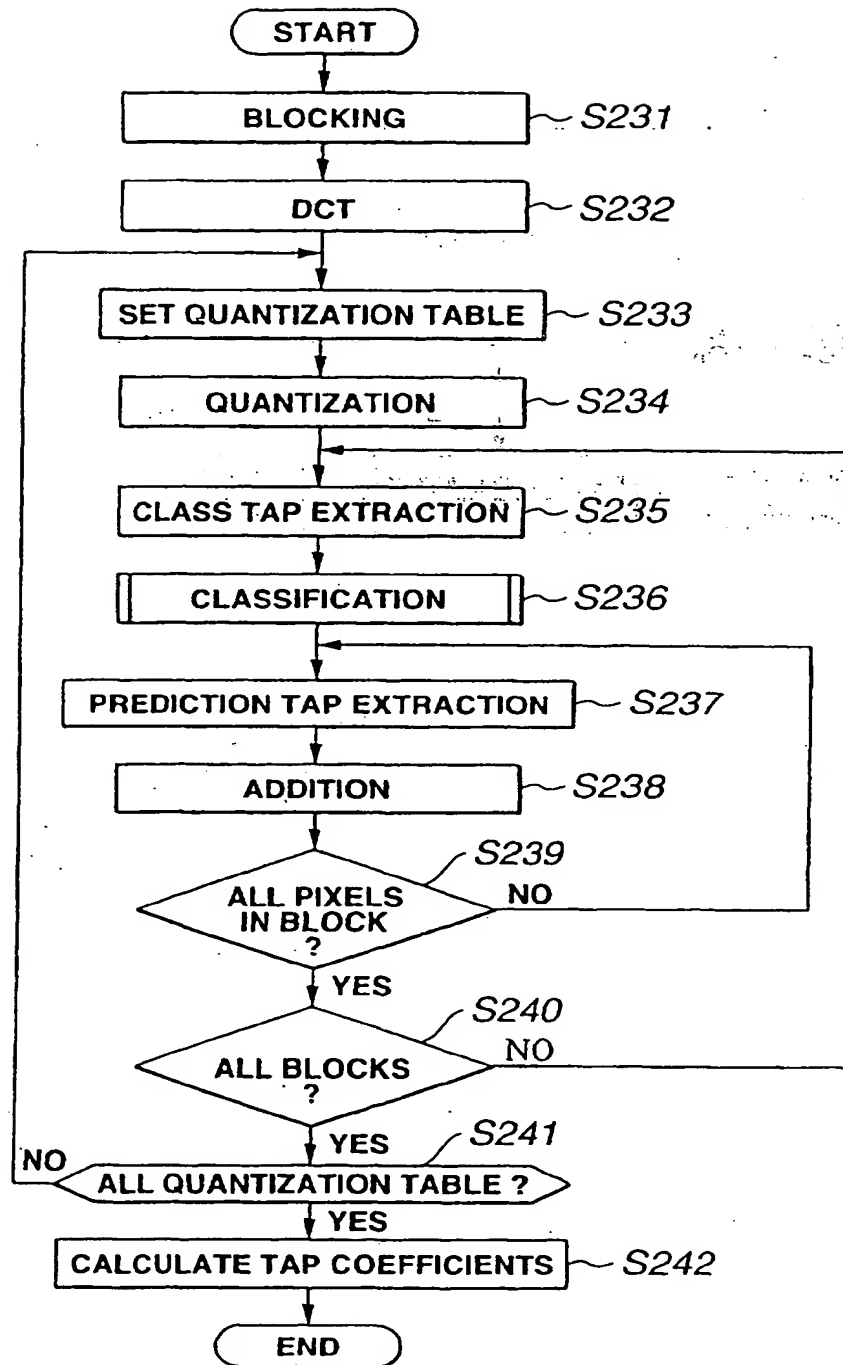 START
BLOCKING
S231
DCT
S232
SET QUANTIZATION TABLE
S233
QUANTIZATION
S234
CLASS TAP EXTRACTION
S235
CLASSIFICATION
S236
PREDICTION TAP EXTRACTION
S237
ADDITION
S238
S239
ALL PIXELS
IN BLOCK
?
NO
YES
S240
ALL BLOCKS
?
NO
YES
S241
NO
ALL QUANTIZATION TABLE ?
YES
CALCULATE TAP COEFFICIENTS
S242
END